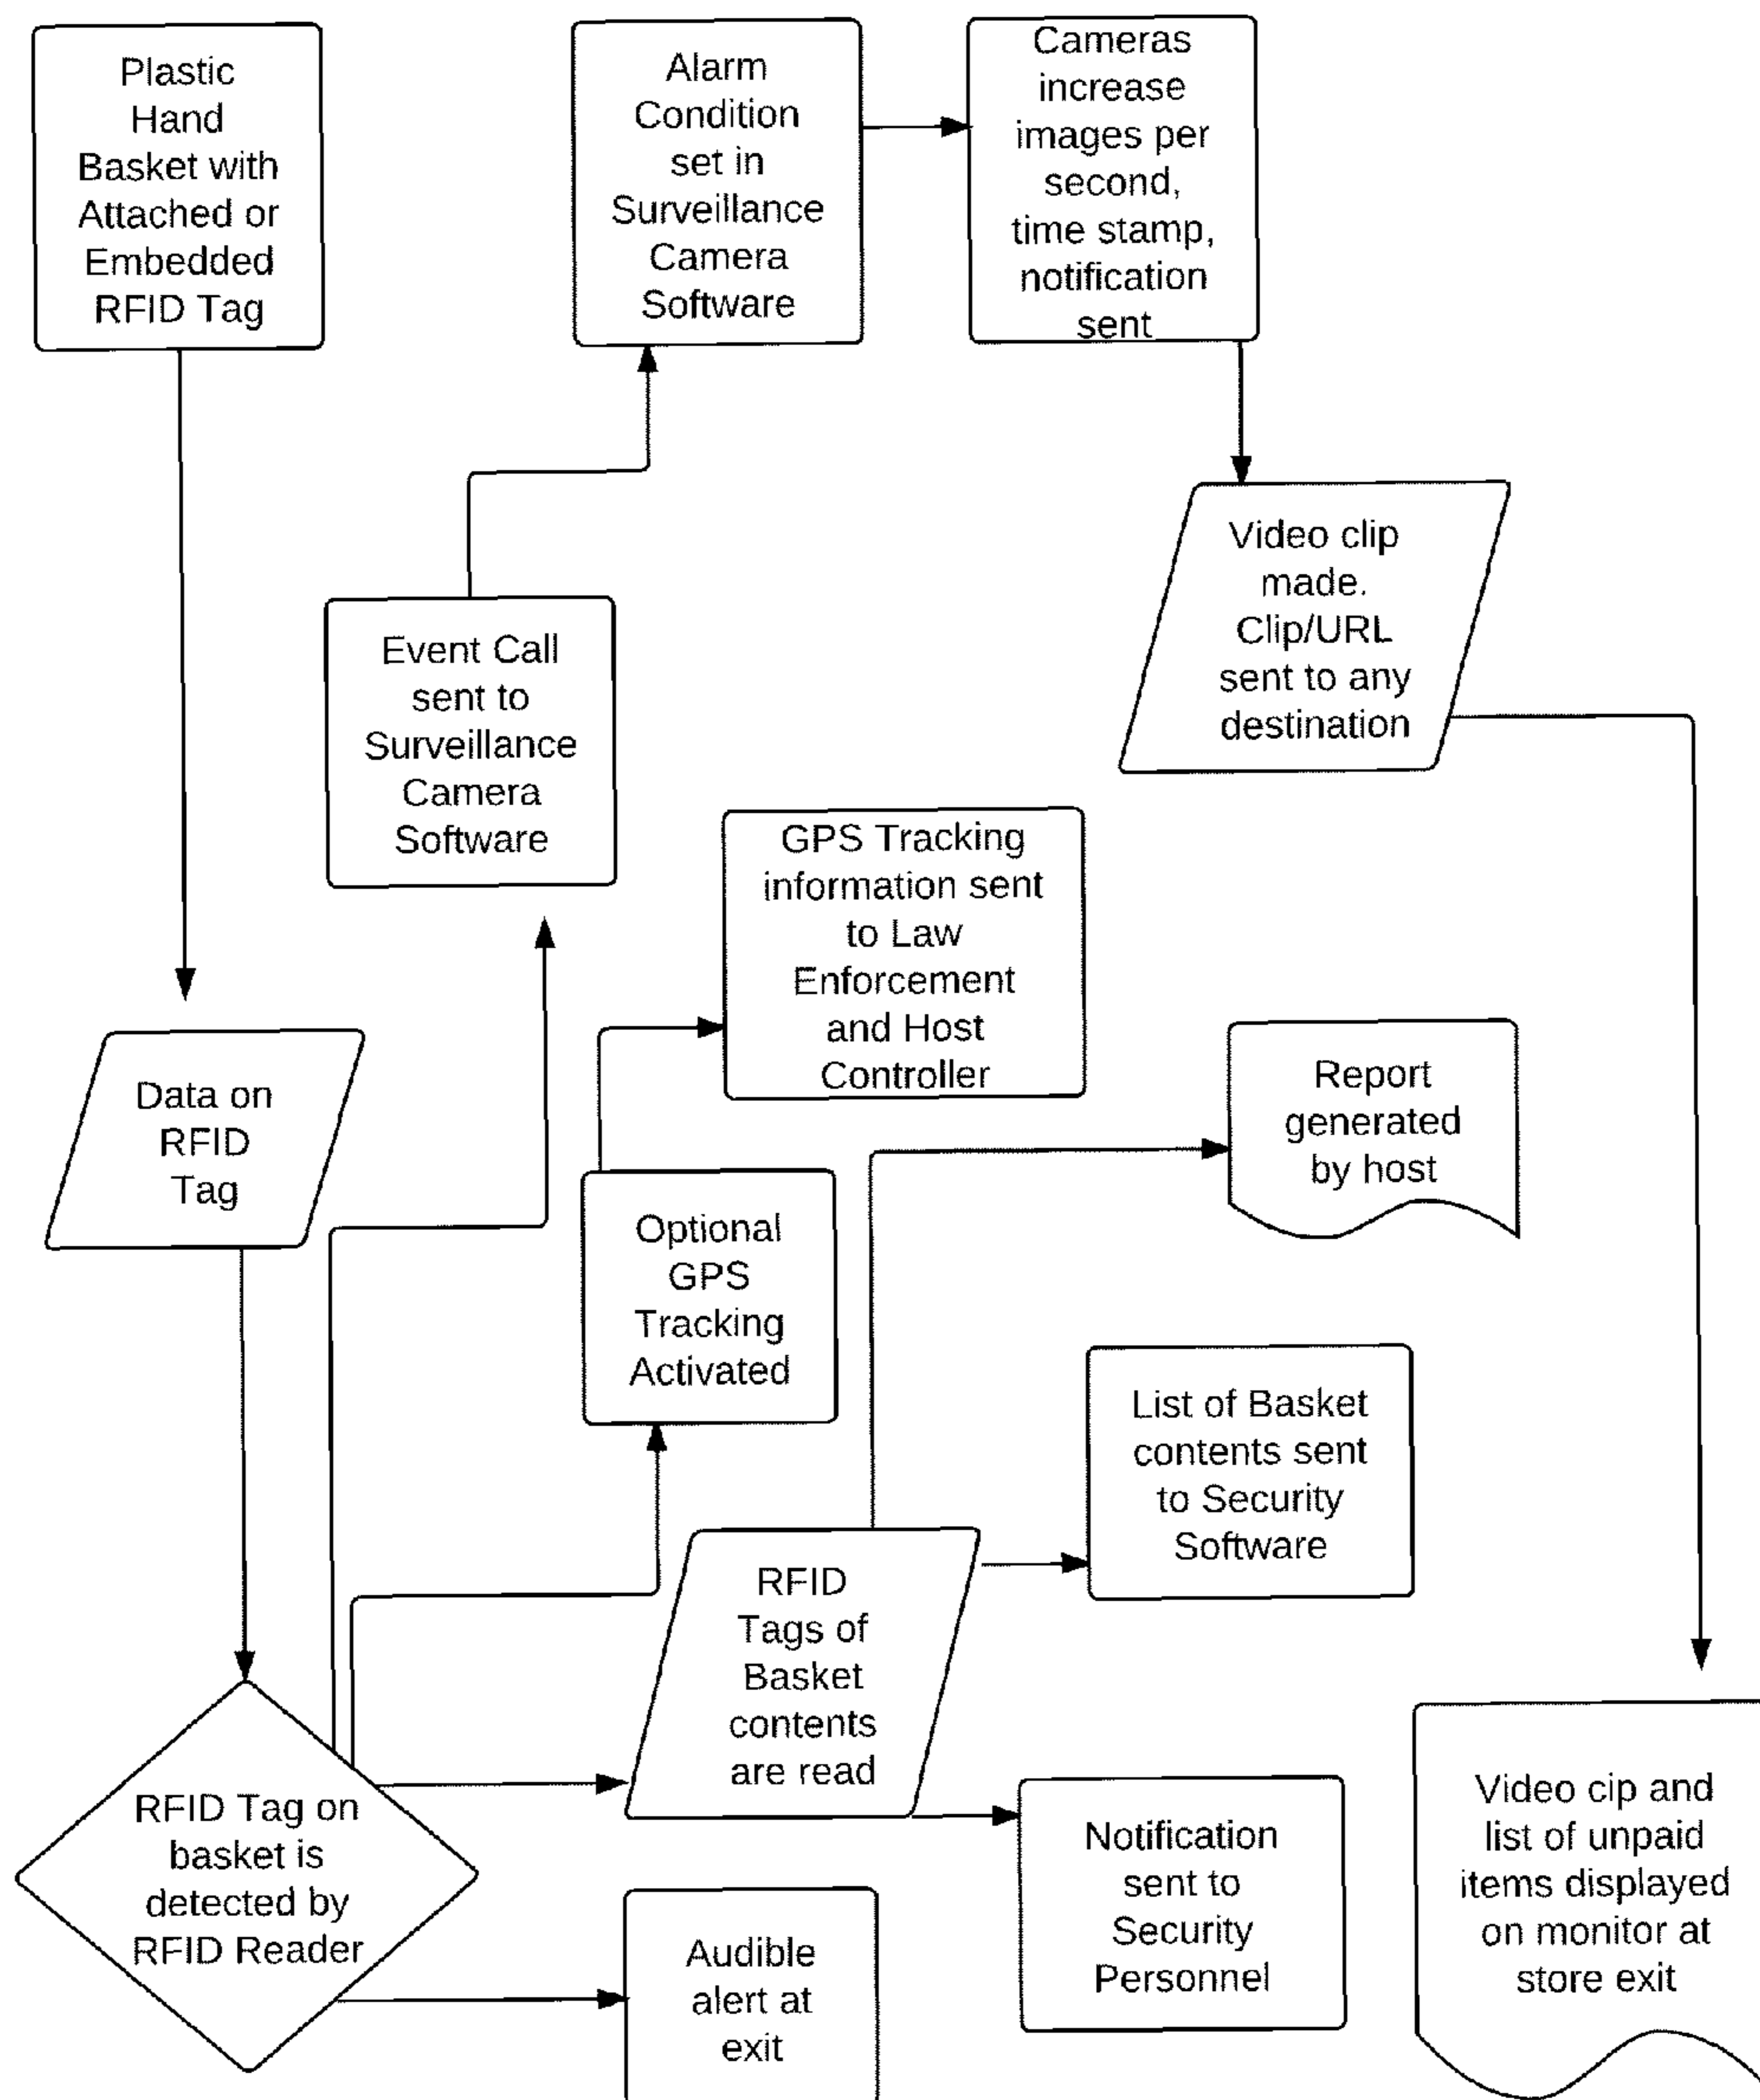 Plastic
Hand
Basket with
Attached or
Embedded
RFID Tag
Alarm
Condition
set in
Surveillance
Camera
Software
Cameras
increase
images per
second,
time stamp,
notification
sent
Video clip
made.
Clip/URL
sent to any
destination
Event Call
sent to
Surveillance
Camera
Software
GPS Tracking
information sent
to Law
Enforcement
and Host
Controller
Data on
RFID
Tag
Report
generated
by host
Optional
GPS
Tracking
Activated
List of Basket
contents sent
to Security
Software
RFID
Tags of
Basket
contents
are read
RFID Tag on
basket is
detected by
RFID Reader
Notification
sent to
Security
Personnel
Video cip and
list of unpaid
items displayed
on monitor at
store exit
Audible
alert at
exit